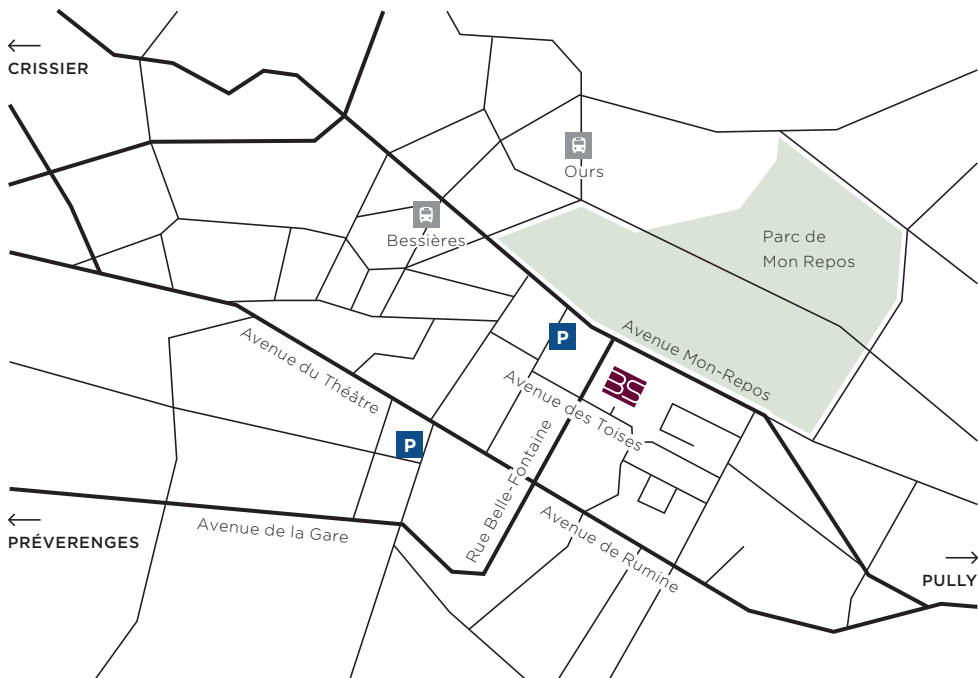 CRISSIER
Ours
Bessières
Parc de
Mon Repos
P
Avenue Mon-Repos
Avenue du Théâtre
Avenue des Toises
BS
P
Rue Belle-Fontaine
Avenue de la Gare
Avenue de Rumine
PRÉVERENGES
PULLY